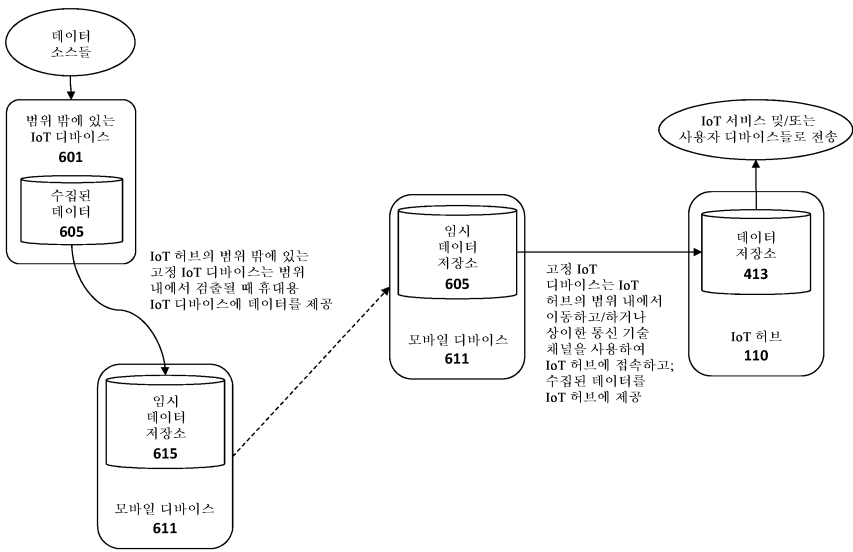 데이터
소스들
범위 밖에 있는
IoT 디바이스
601
수집된
데이터
605
IoT 허브의 범위 밖에 있는
고정 IoT 디바이스는 범위
내에서 검출될 때 휴대용
IoT 디바이스에 데이터를 제공
임시
데이터
저장소
615
모바일 디바이스
611
임시
데이터
저장소
605
모바일 디바이스
611
고정 IoT
디바이스는 IoT
허브의 범위 내에서
이동하고/하거나
상이한 통신 기술
채널을 사용하여
IoT 허브에 접속하고;
수집된 데이터를
IoT 허브에 제공
IoT 서비스 및/또는
사용자 디바이스들로 전송
데이터
저장소
413
IoT 허브
110